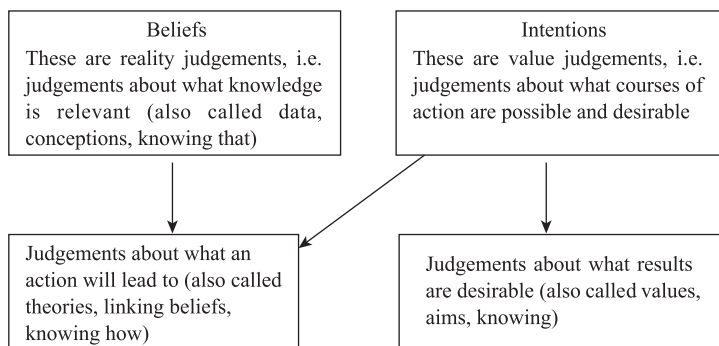 Beliefs
These are reality judgements, i.e.
judgements about what knowledge
is relevant (also called data,
conceptions, knowing that)
Intentions
These are value judgements, i.e.
judgements about what courses of
action are possible and desirable
Judgements about what an
action will lead to (also called
theories, linking beliefs,
knowing how)
Judgements about what results
are desirable (also called values,
aims, knowing)